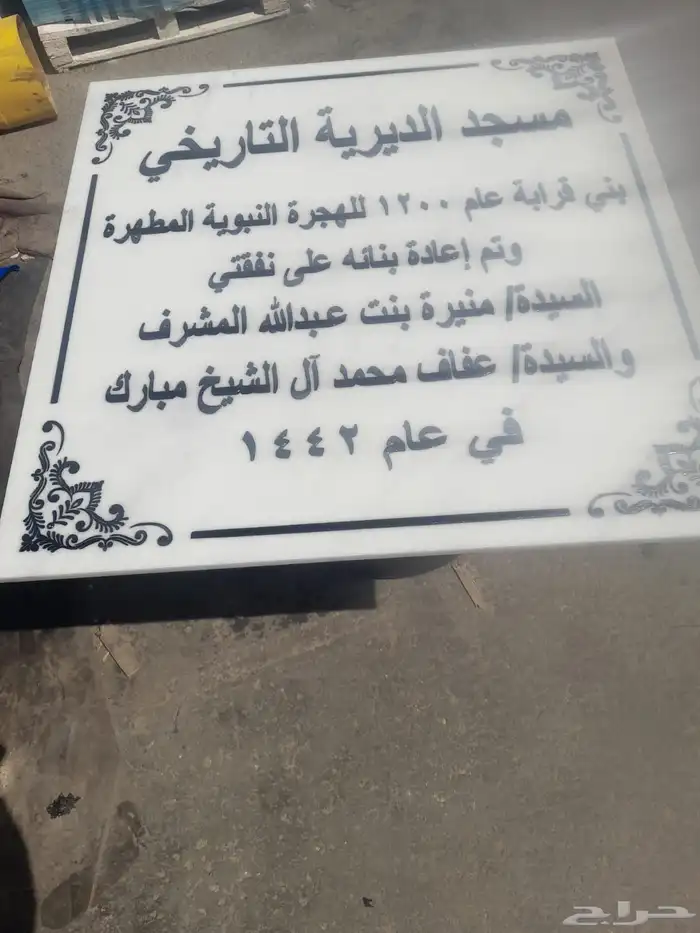 مسجد الديرية التاريخي
بني قرابة عام ١٢٠٠ للهجرة النبوية المطهرة
وتم إعادة بنائه على نفقتي
السيدة/ منيرة بنت عبدالله المشرف
والسيدة/ عفاف محمد آل الشيخ مبارك
في عام ١٤٤٢
حراج